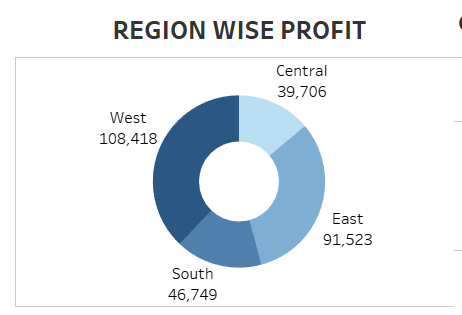 REGION WISE PROFIT
Central
39,706
West
108,418
East
91,523
South
46,749